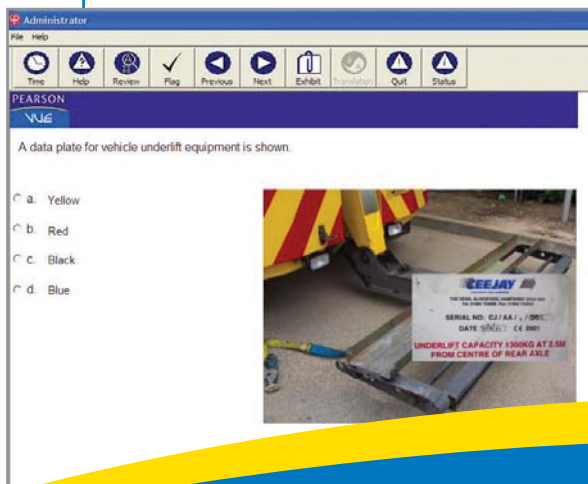 Administrator
File Help
Time Help Review Flag Previous Next Exhibit Translation Quit Status
PEARSON
VUE
A data plate for vehicle underlift equipment is shown.
a. Yellow
b. Red
c. Black
d. Blue
CEEJAY
SERIAL NO: CJ / AA /
DATE CE 2001
UNDERLIFT CAPACITY 1300KG AT 2.5M
FROM CENTRE OF REAR AXLE